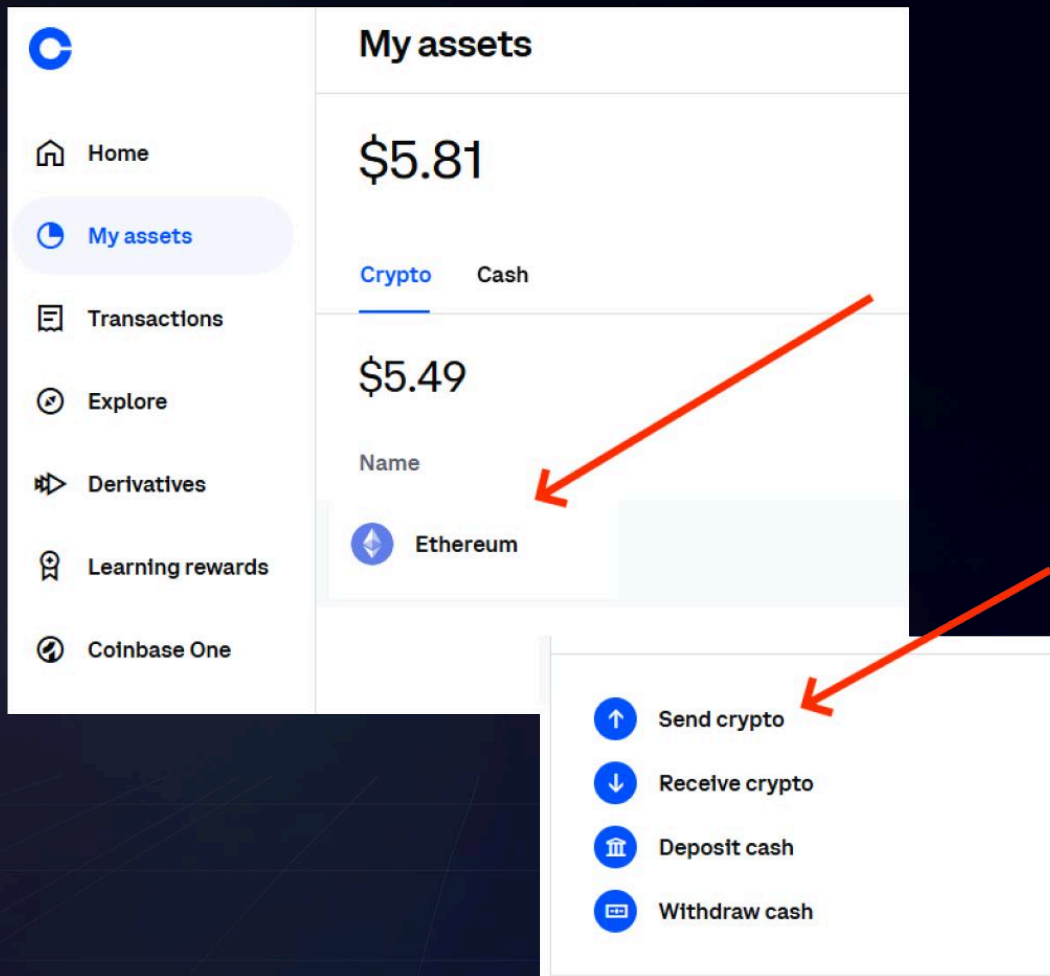 My assets
Home
My assets
Transactions
Explore
Derivatives
Learning rewards
Coinbase One
$5.81
Crypto Cash
$5.49
Name
Ethereum
Send crypto
Receive crypto
Deposit cash
Withdraw cash